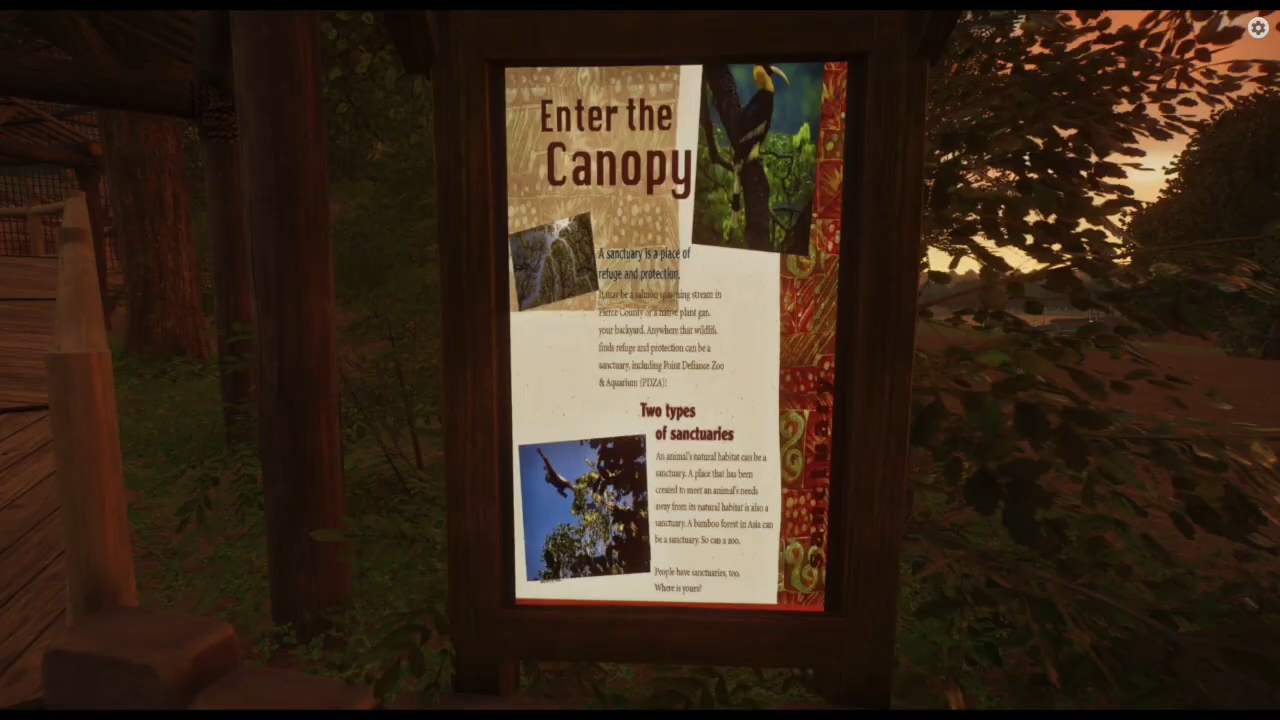 Enter the
Canopy
A sanctuary is a place of
refuge and protection.
It may be a salmon spawning stream in
Pierce County or a native plant gar.
your backyard. Anywhere that wildlife
finds refuge and protection can be a
sanctuary, including Point Defiance Zoo
& Aquarium (PDZA)!
Two types
of sanctuaries
An animal's natural habitat can be a
sanctuary. A place that has been
created to meet an animal's needs
away from its natural habitat is also a
sanctuary. A bamboo forest in Asia can
be a sanctuary. So can a zoo.
People have sanctuaries, too.
Where is yours?
sanctuary